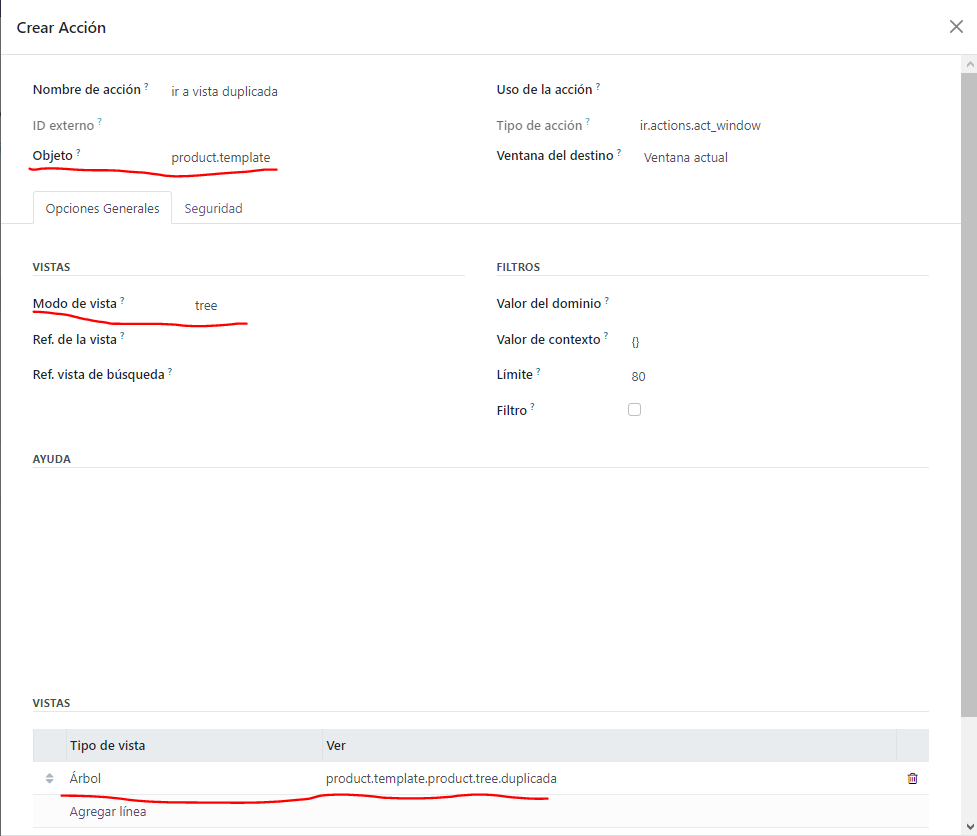 Crear Acción
Nombre de acción ? ir a vista duplicada
Uso de la acción ?
ID externo ?
Tipo de acción ? ir.actions.act_window
Objeto ? product.template
Ventana del destino ? Ventana actual
Opciones Generales Seguridad
VISTAS
FILTROS
Modo de vista ? tree
Valor del dominio ?
Ref. de la vista ?
Valor de contexto ? {}
Ref. vista de búsqueda ?
Límite ? 80
Filtro ?
AYUDA
VISTAS
Tipo de vista Ver
Árbol product.template.product.tree.duplicada
Agregar línea